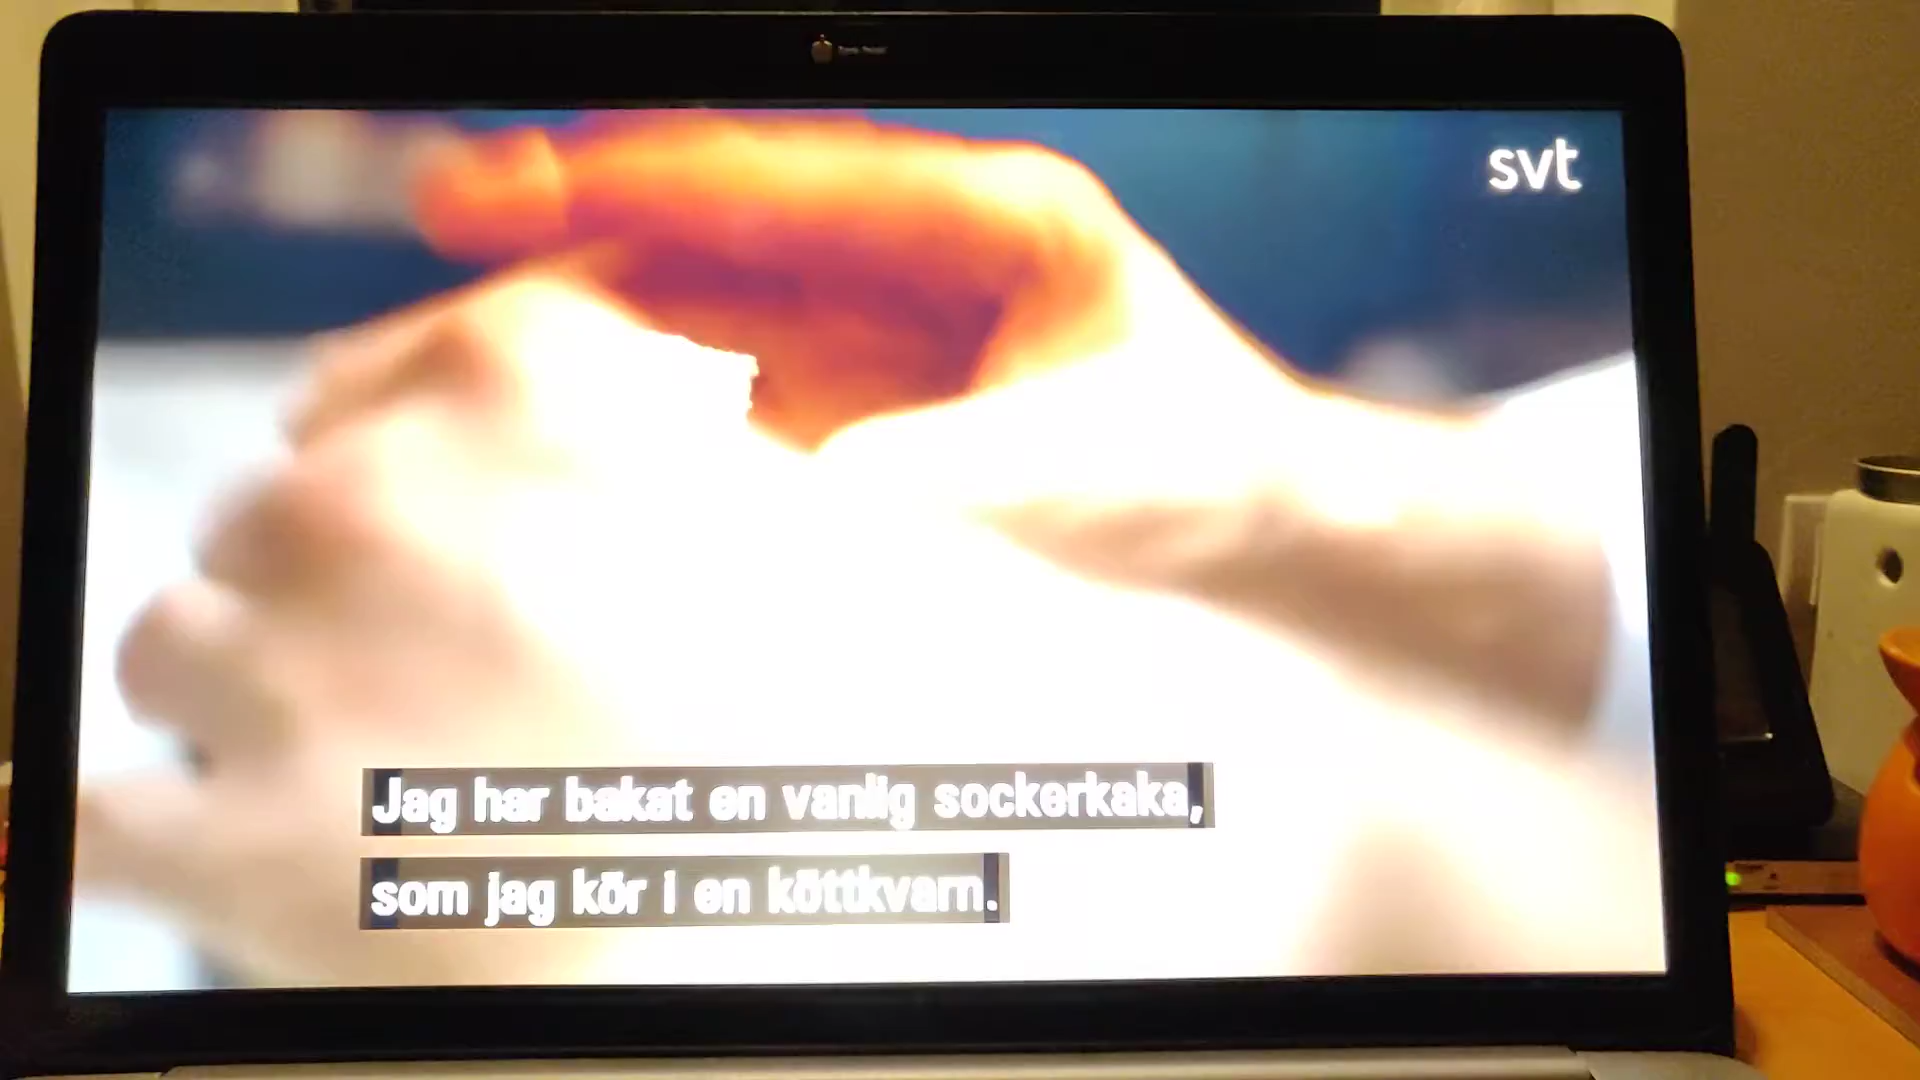 svt
Jag har bakat en vanlig sockerkaka,
som jag kör i en köttkvarn.